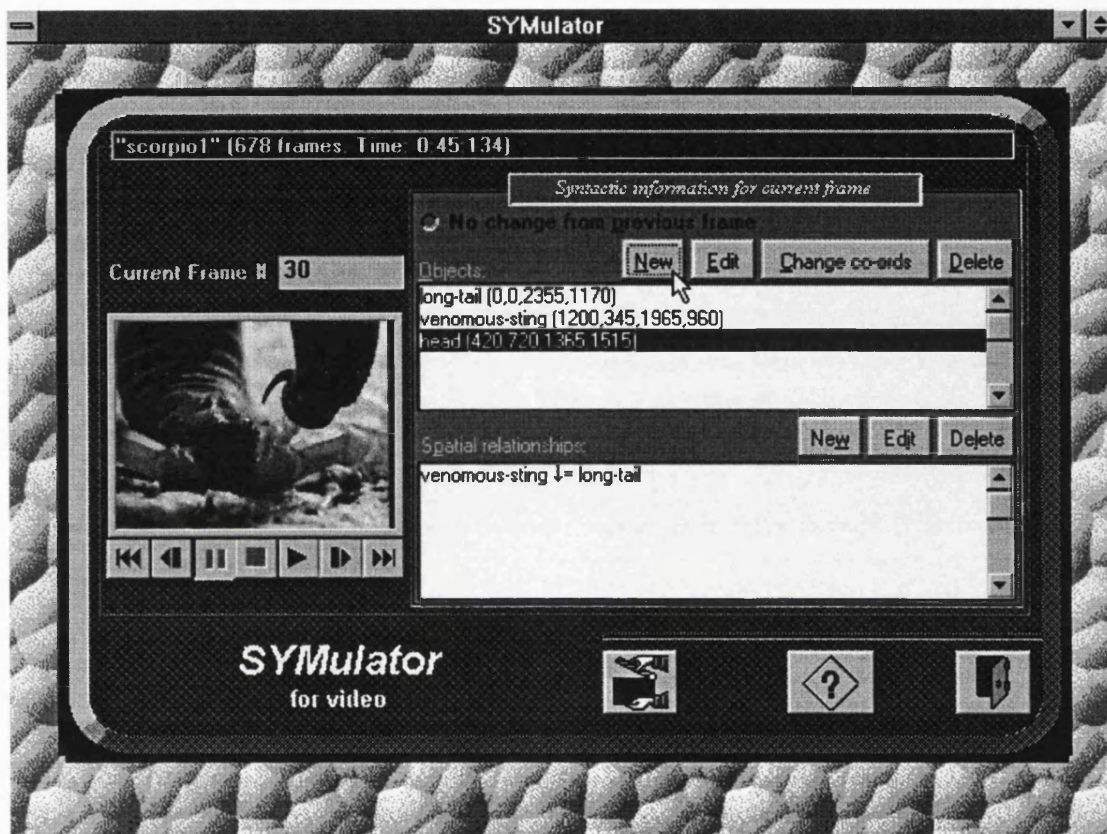 SYMulator
"scorpio1" (678 frames. Time: 0:45:134)
Syntactic information for current frame
No change from previous frame
Current Frame # 30
Objects:
New Edit Change co-ords Delete
long-tail (0,0,2355,1170)
venomous-sting (1200,345,1965,960)
head (420,720,1365,1515)
Spatial relationships:
New Edit Delete
venomous-sting ↓= long-tail
SYMulator
for video
?